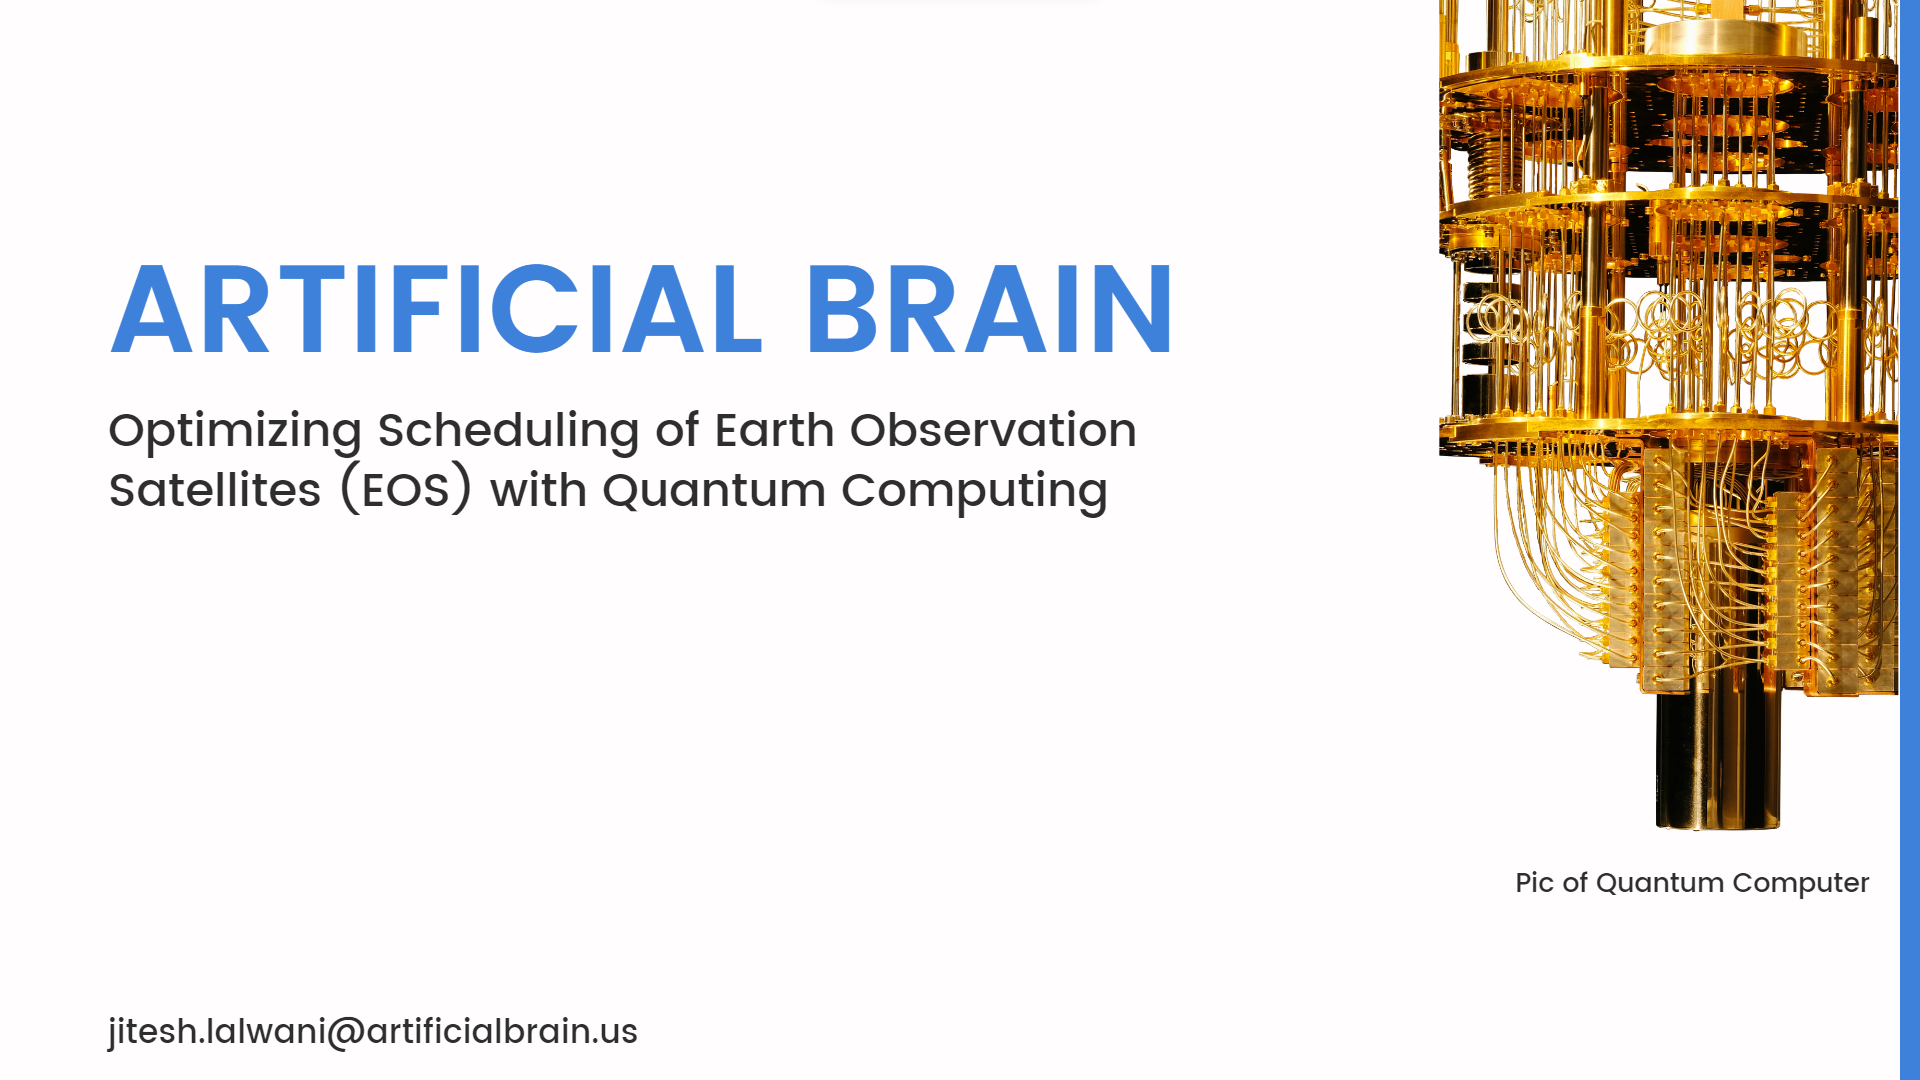 ARTIFICIAL BRAIN
Optimizing Scheduling of Earth Observation
Satellites (EOS) with Quantum Computing
Pic of Quantum Computer
jitesh.lalwani@artificialbrain.us